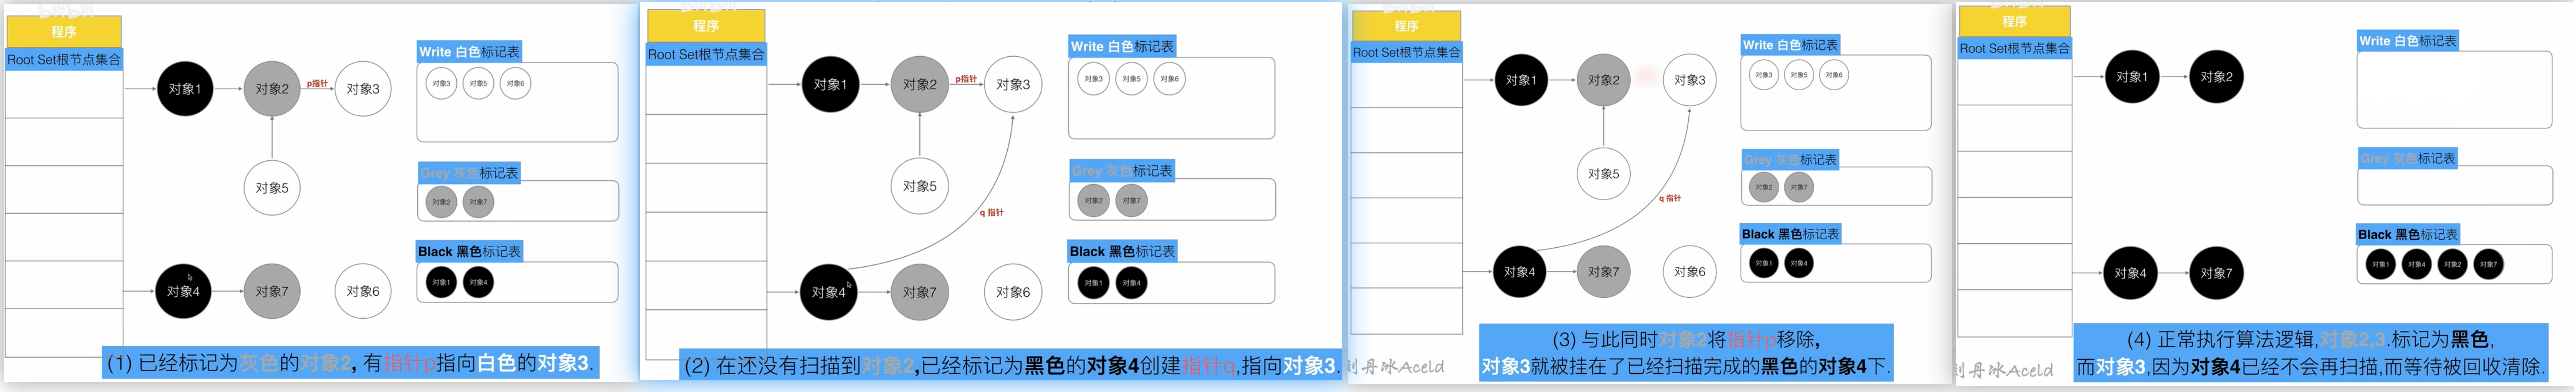 程序
Root Set根节点集合
对象1
对象2
p指针
对象3
对象5
对象4
对象7
对象6
Write 白色标记表
对象3 对象5 对象6
Grey 灰色标记表
对象2 对象7
Black 黑色标记表
对象1 对象4
(1) 已经标记为灰色的对象2, 有指针p指向白色的对象3.
程序
Root Set根节点集合
对象1
对象2
p指针
对象3
对象5
q 指针
对象4
对象7
对象6
Write 白色标记表
对象3 对象5 对象6
Grey 灰色标记表
对象2 对象7
Black 黑色标记表
对象1 对象4
(2) 在还没有扫描到对象2,已经标记为黑色的对象4创建指针q,指向对象3.
程序
Root Set根节点集合
对象1
对象2
对象3
对象5
q 指针
对象4
对象7
对象6
Write 白色标记表
对象3 对象5 对象6
Grey 灰色标记表
对象2 对象7
Black 黑色标记表
对象1 对象4
(3) 与此同时对象2将指针p移除,
对象3就被挂在了已经扫描完成的黑色的对象4下.
刘丹冰Aceld
程序
Root Set根节点集合
对象1
对象2
对象4
对象7
Write 白色标记表
Grey 灰色标记表
Black 黑色标记表
对象1 对象4 对象2 对象7
(4) 正常执行算法逻辑,对象2,3.标记为黑色,
而对象3,因为对象4已经不会再扫描,而等待被回收清除.
刘丹冰Aceld